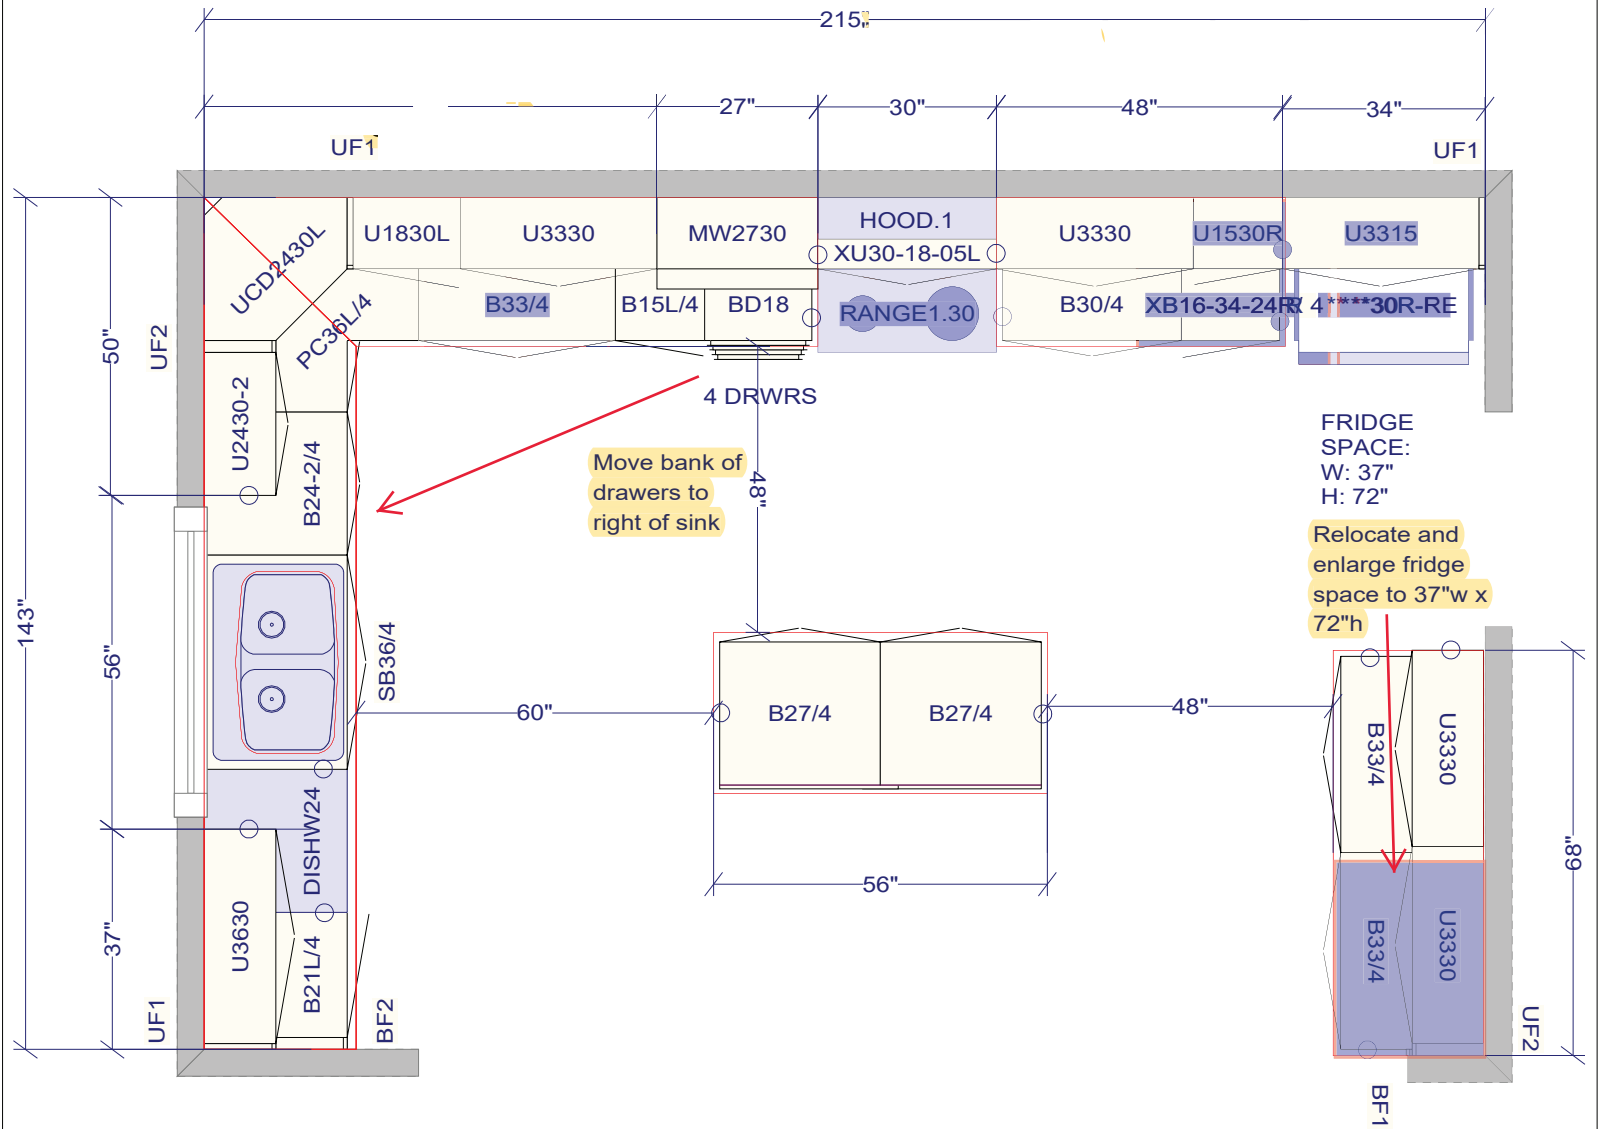 215"
27"
30"
48"
34"
UF1
UF1
UCD2430L
U1830L
U3330
MW2730
HOOD.1
XU30-18-05L
U3330
U1530R
U3315
PC36L/4
B33/4
B15L/4
BD18
RANGE1.30
B30/4
XB16-34-24R
30R-RE
4 DRWRS
50"
UF2
U2430-2
B24-2/4
Move bank of
drawers to
right of sink
48"
FRIDGE
SPACE:
W: 37"
H: 72"
Relocate and
enlarge fridge
space to 37"w x
72"h
143"
56"
SB36/4
60"
B27/4
B27/4
48"
B33/4
U3330
68"
DISHW24
56"
37"
U3630
B21L/4
B33/4
U3330
UF1
BF2
UF2
BF1